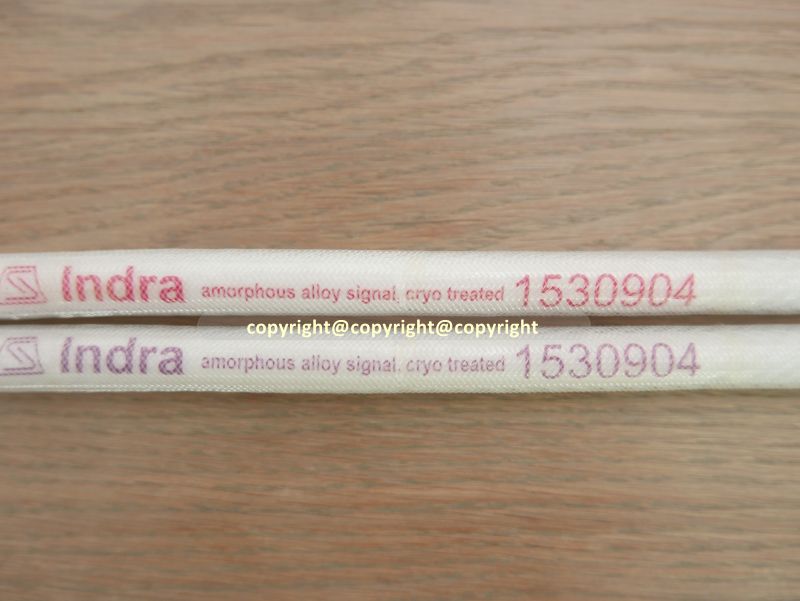 Indra amorphous alloy signal, cryo treated 1530904
copyright@copyright@copyright
Indra amorphous alloy signal, cryo treated 1530904